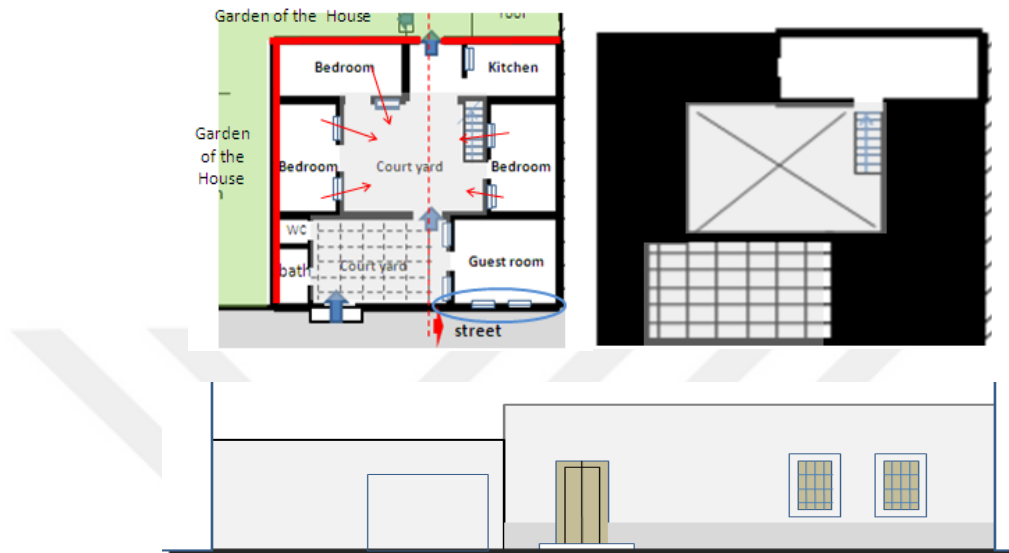 Garden of the House
roof
Bedroom
Kitchen
Garden
of the
House
Bedroom
Court yard
Bedroom
wc
bath
Court yard
Guest room
street